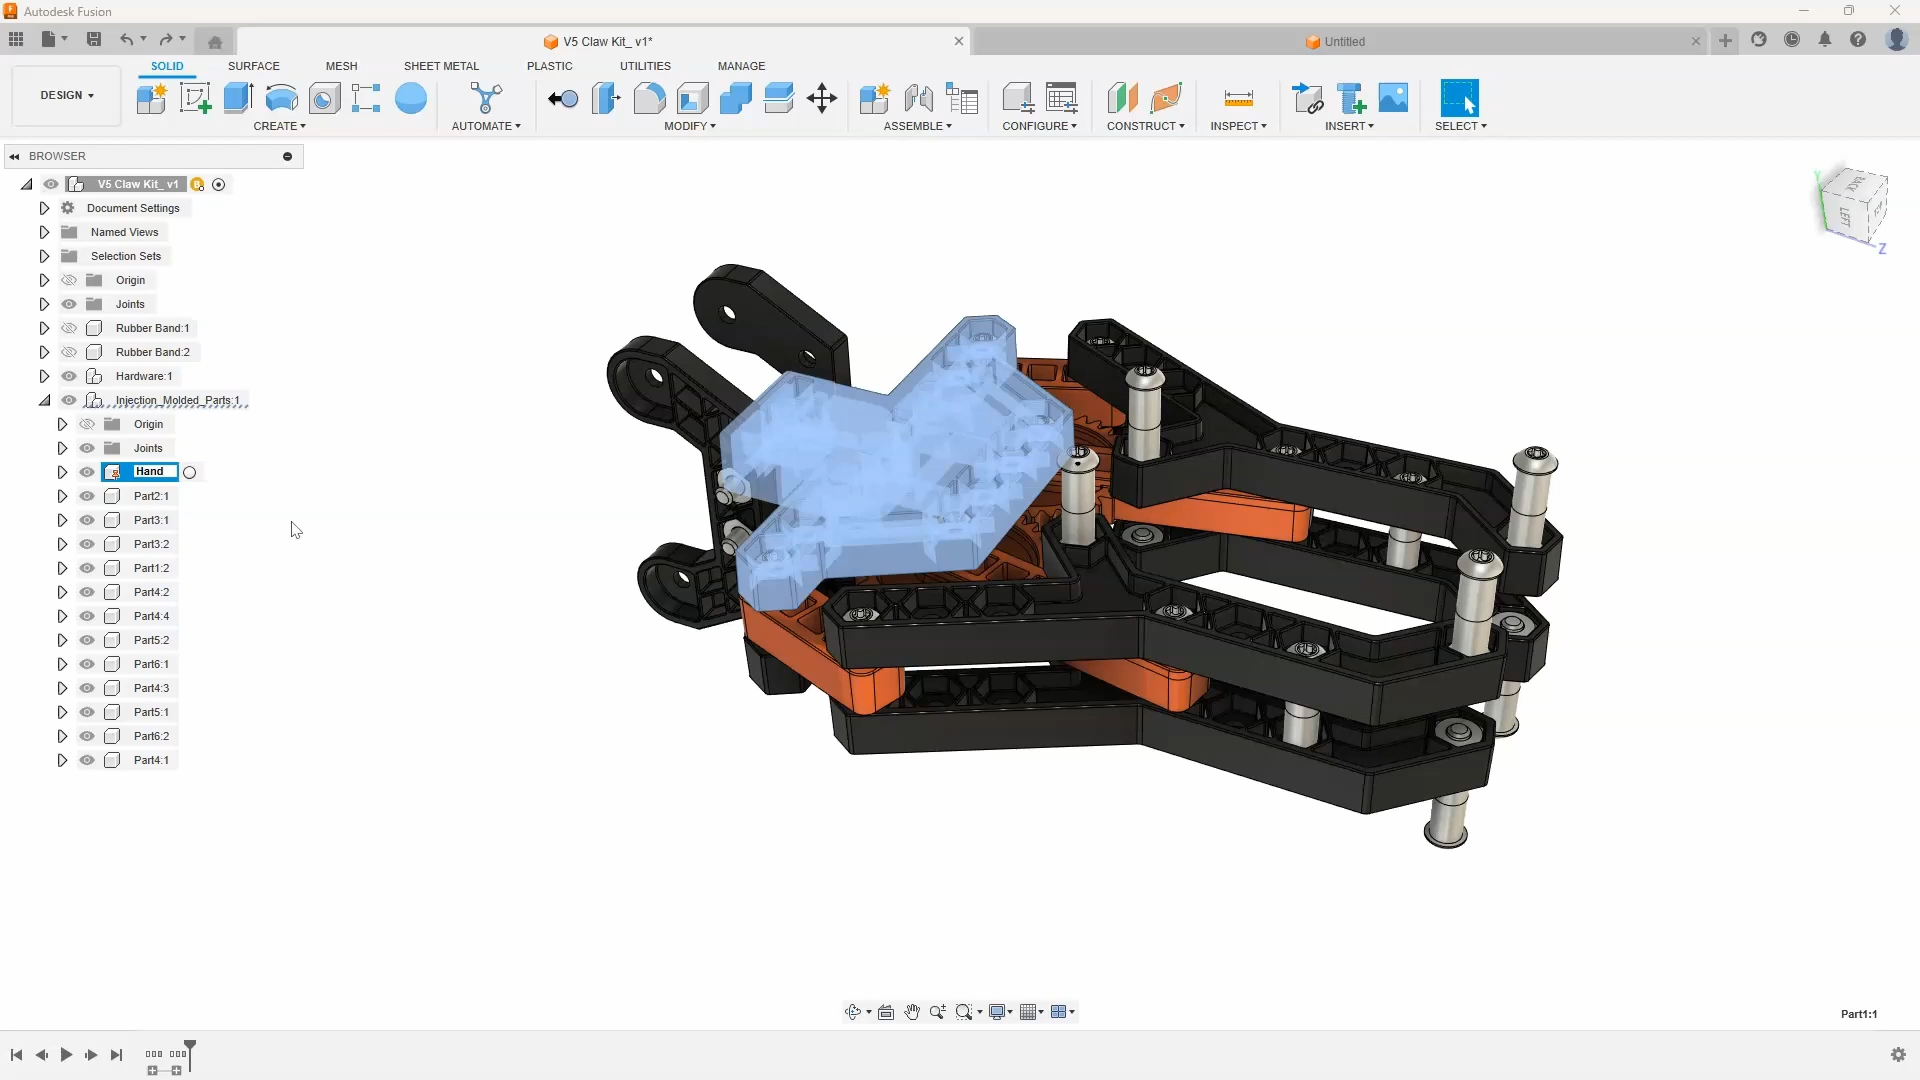 Autodesk Fusion
V5 Claw Kit_ v1*
Untitled
DESIGN
SOLID
SURFACE
MESH
SHEET METAL
PLASTIC
UTILITIES
MANAGE
CREATE
AUTOMATE
MODIFY
ASSEMBLE
CONFIGURE
CONSTRUCT
INSPECT
INSERT
SELECT
BROWSER
V5 Claw Kit_ v1
Document Settings
Named Views
Selection Sets
Origin
Joints
Rubber Band:1
Rubber Band:2
Hardware:1
Injection_Molded_Parts:1
Origin
Joints
Hand
Part2:1
Part3:1
Part3:2
Part1:2
Part4:2
Part4:4
Part5:2
Part6:1
Part4:3
Part5:1
Part6:2
Part4:1
Y
BACK
LEFT
Z
Part1:1